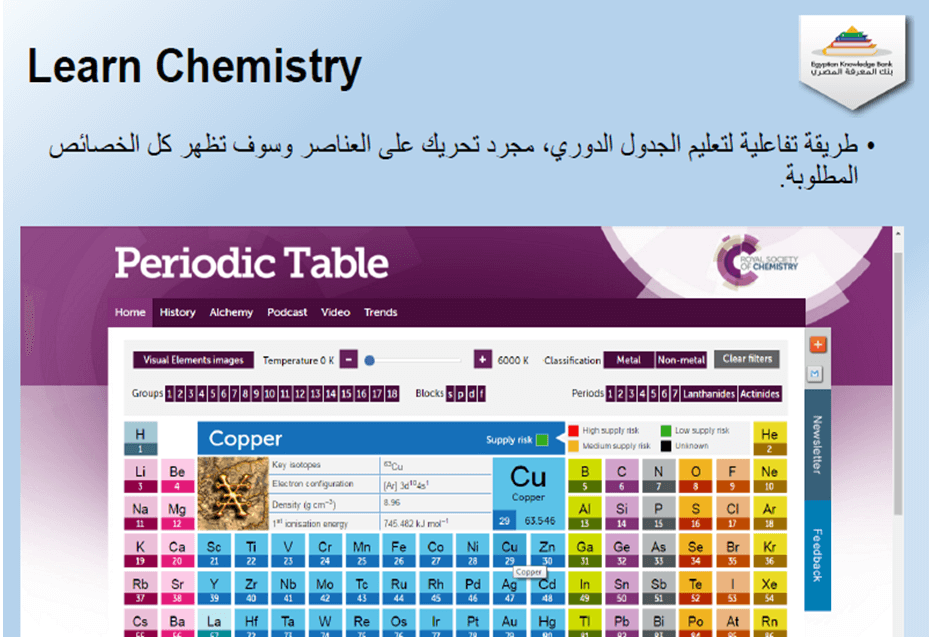 Learn Chemistry
Egyptian Knowledge Bank
بنك المعرفة المصري
• طريقة تفاعلية لتعليم الجدول الدوري، مجرد تحريك على العناصر وسوف تظهر كل الخصائص
المطلوبة.
Periodic Table
ROYAL SOCIETY
OF CHEMISTRY
Home History Alchemy Podcast Video Trends
Visual Elements images Temperature 0 K - + 6000 K Classification Metal Non-metal Clear filters
Groups 1 2 3 4 5 6 7 8 9 10 11 12 13 14 15 16 17 18 Blocks s p d f Periods 1 2 3 4 5 6 7 Lanthanides Actinides
Newsletter
Feedback
H Copper Supply risk High supply risk Low supply risk He
1 Medium supply risk Unknown 2
Key isotopes ⁶³Cu
Electron configuration [Ar] 3d¹⁰4s¹
Density (g cm⁻³) 8.96
1ˢᵗ ionisation energy 745.482 kJ mol⁻¹
Cu
Copper
29 63.546
Li Be B C N O F Ne
3 4 5 6 7 8 9 10
Na Mg Al Si P S Cl Ar
11 12 13 14 15 16 17 18
K Ca Sc Ti V Cr Mn Fe Co Ni Cu Zn Ga Ge As Se Br Kr
19 20 21 22 23 24 25 26 27 28 29 30 31 32 33 34 35 36
Copper
Rb Sr Y Zr Nb Mo Tc Ru Rh Pd Ag Cd In Sn Sb Te I Xe
37 38 39 40 41 42 43 44 45 46 47 48 49 50 51 52 53 54
Cs Ba La Hf Ta W Re Os Ir Pt Au Hg Tl Pb Bi Po At Rn